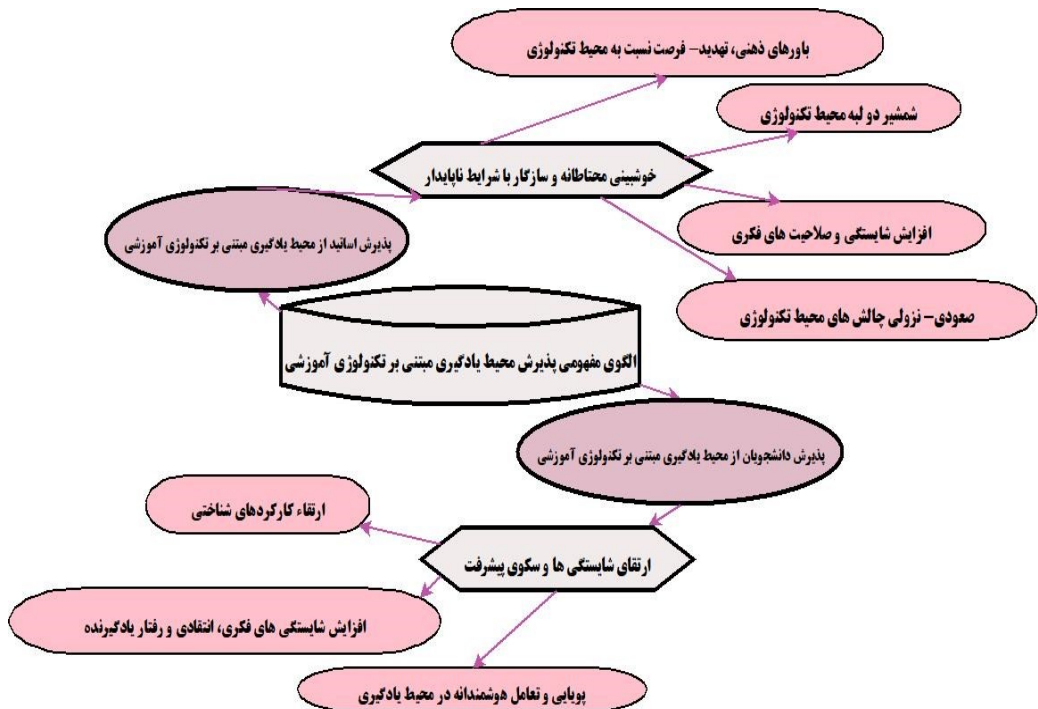 باورهای ذهنی، تهدید- فرصت نسبت به محیط تکنولوژی
شمشیر دو لبه محیط تکنولوژی
خوشبینی محتاطانه و سازگار با شرایط ناپایدار
افزایش شایستگی و صلاحیت های فکری
پذیرش اساتید از محیط یادگیری مبتنی بر تکنولوژی آموزشی
صعودی- نزولی چالش های محیط تکنولوژی
الگوی مفهومی پذیرش محیط یادگیری مبتنی بر تکنولوژی آموزشی
پذیرش دانشجویان از محیط یادگیری مبتنی بر تکنولوژی آموزشی
ارتقاء کارکردهای شناختی
ارتقای شایستگی ها و سکوی پیشرفت
افزایش شایستگی های فکری، انتقادی و رفتار یادگیرنده
پویایی و تعامل هوشمندانه در محیط یادگیری